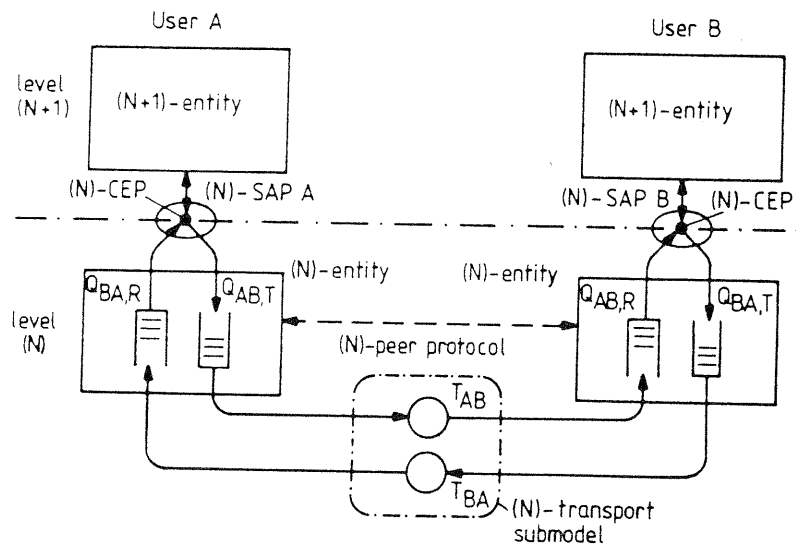 User A
User B
level
(N+1)
(N+1)-entity
(N+1)-entity
(N)-CEP
(N)-SAP A
(N)-SAP B
(N)-CEP
(N)-entity
(N)-entity
Q_BA,R
Q_AB,T
Q_AB,R
Q_BA,T
level
(N)
(N)-peer protocol
T_AB
T_BA
(N)-transport
submodel